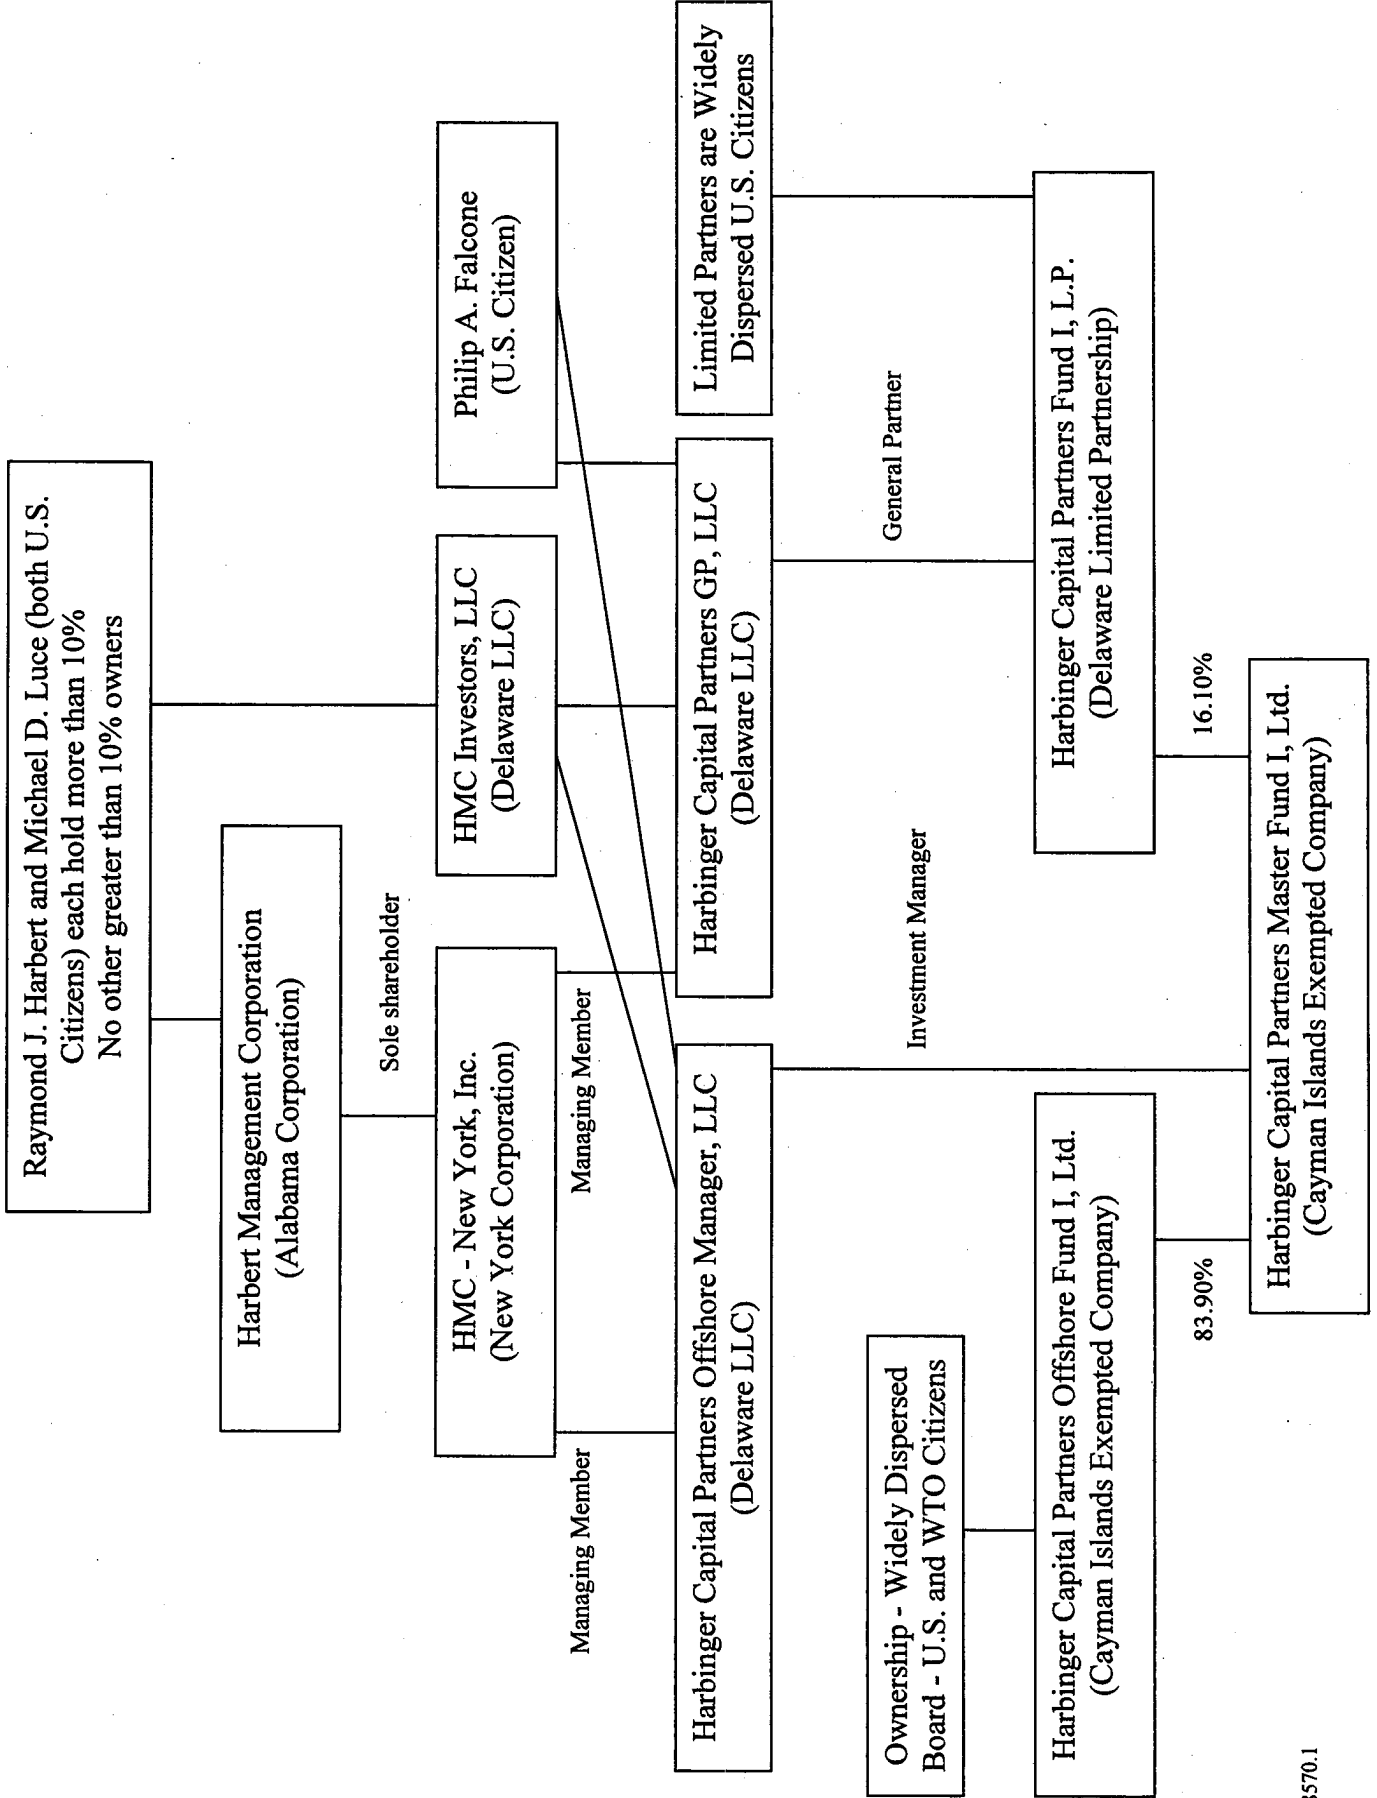 Raymond J. Harbert and Michael D. Luce (both U.S.
Citizens) each hold more than 10%
No other greater than 10% owners
Harbert Management Corporation
(Alabama Corporation)
Sole shareholder
HMC - New York, Inc.
(New York Corporation)
HMC Investors, LLC
(Delaware LLC)
Philip A. Falcone
(U.S. Citizen)
Managing Member
Managing Member
Harbinger Capital Partners Offshore Manager, LLC
(Delaware LLC)
Harbinger Capital Partners GP, LLC
(Delaware LLC)
Limited Partners are Widely
Dispersed U.S. Citizens
Ownership - Widely Dispersed
Board - U.S. and WTO Citizens
Investment Manager
General Partner
Harbinger Capital Partners Offshore Fund I, Ltd.
(Cayman Islands Exempted Company)
Harbinger Capital Partners Fund I, L.P.
(Delaware Limited Partnership)
83.90%
16.10%
Harbinger Capital Partners Master Fund I, Ltd.
(Cayman Islands Exempted Company)